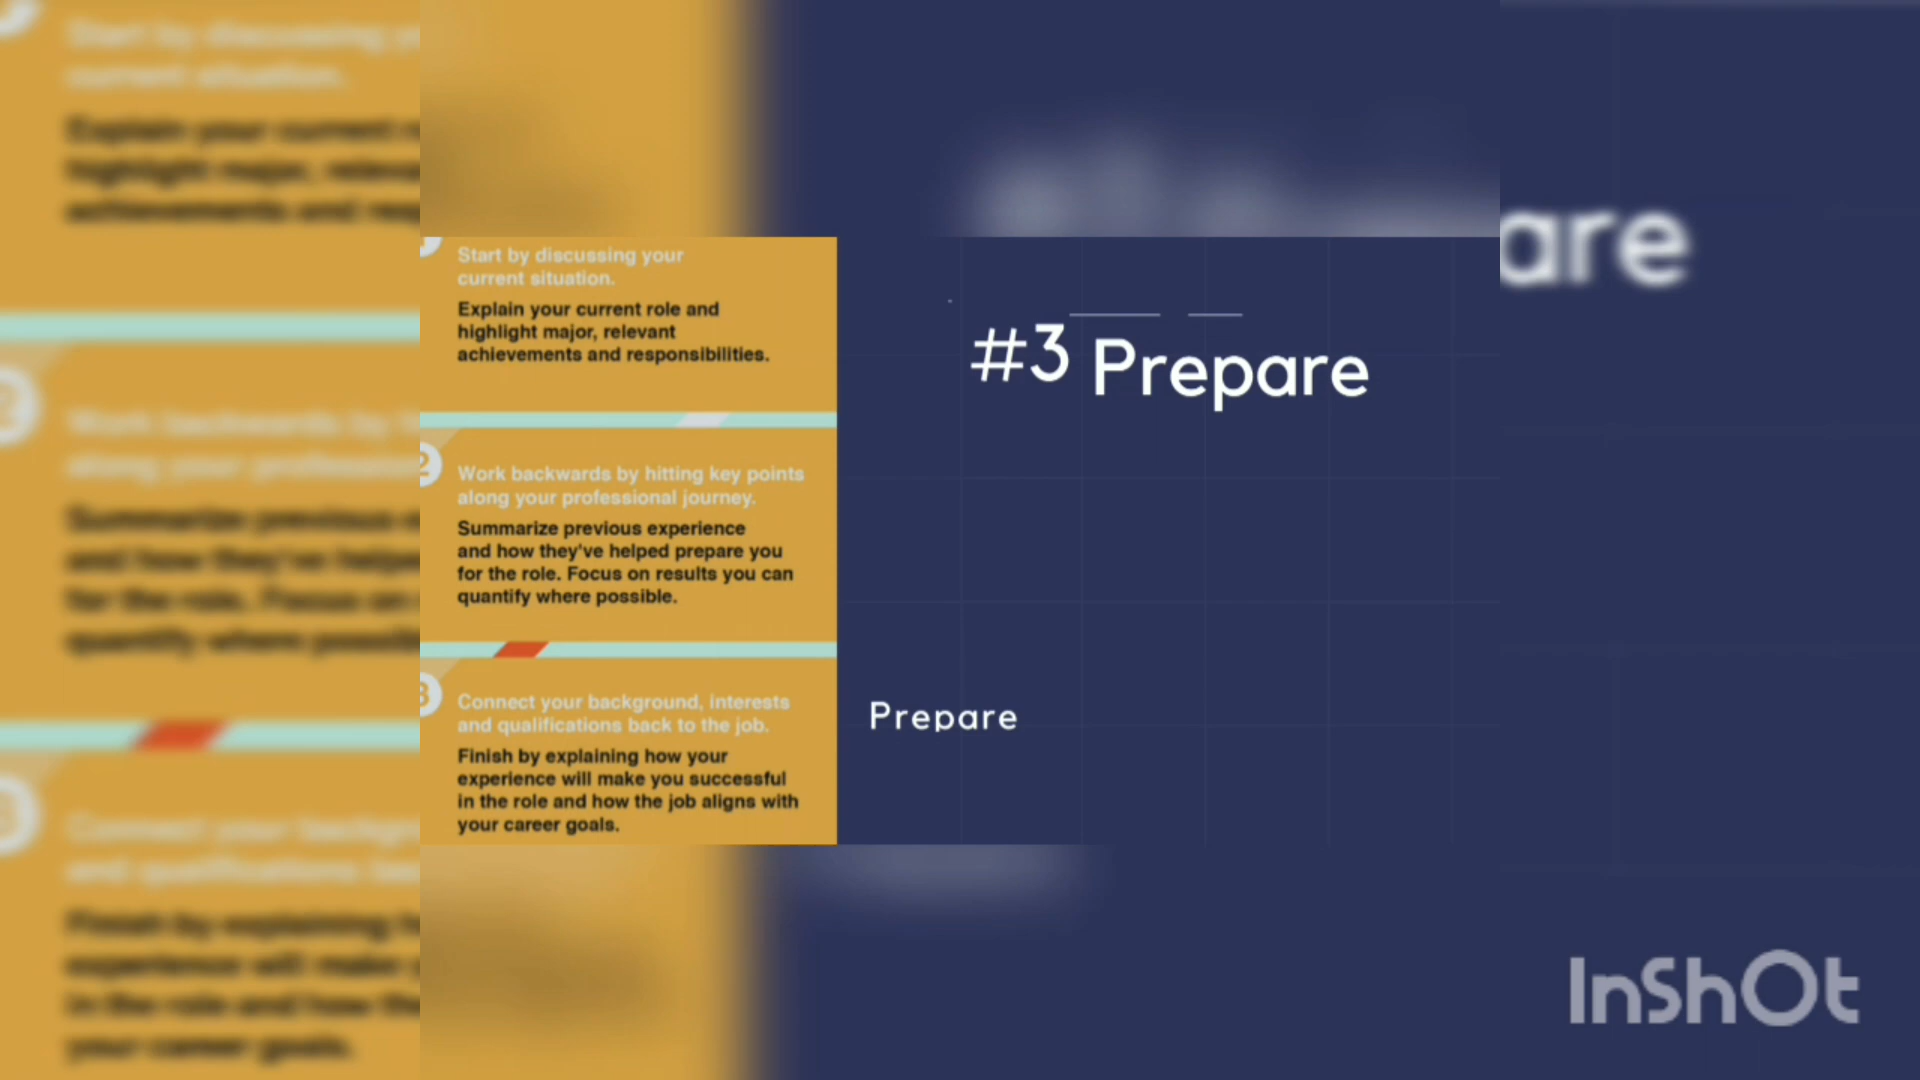 Start by discussing your
current situation.
Explain your current role and
highlight major, relevant
achievements and responsibilities.
2
Work backwards by hitting key points
along your professional journey.
Summarize previous experience
and how they've helped prepare you
for the role. Focus on results you can
quantify where possible.
3
Connect your background, interests
and qualifications back to the job.
Finish by explaining how your
experience will make you successful
in the role and how the job aligns with
your career goals.
#3 Prepare
Prepare
are
InShOt